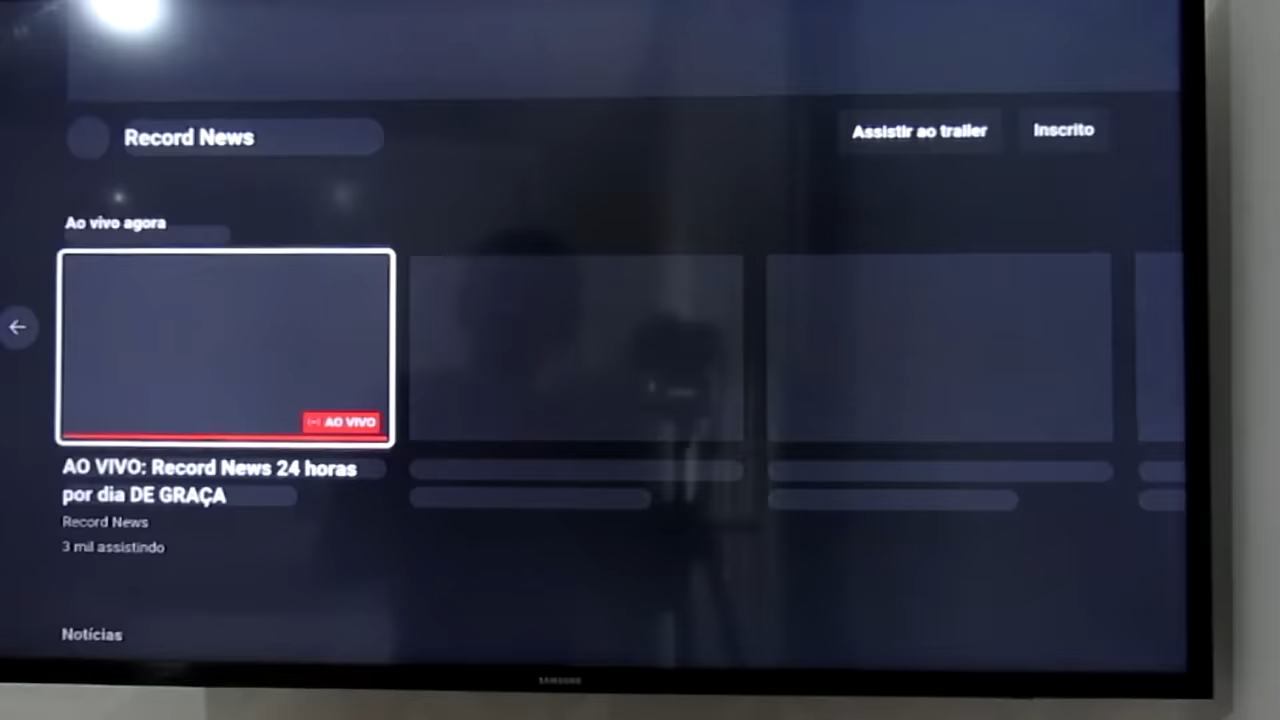 Record News
Assistir ao trailer
Inscrito
Ao vivo agora
AO VIVO
AO VIVO: Record News 24 horas
por dia DE GRAÇA
Record News
3 mil assistindo
Notícias
SAMSUNG